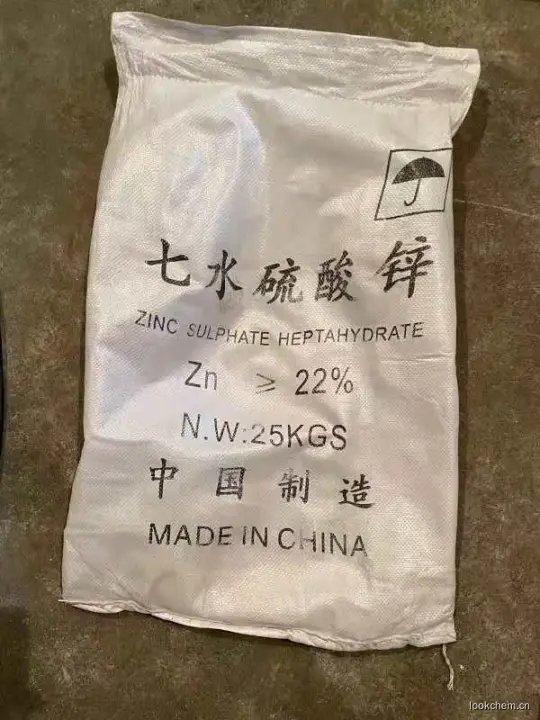 七水硫酸锌
ZINC SULPHATE HEPTAHYDRATE
Zn ≥ 22%
N.W:25KGS
中国制造
MADE IN CHINA
lookchem.cn